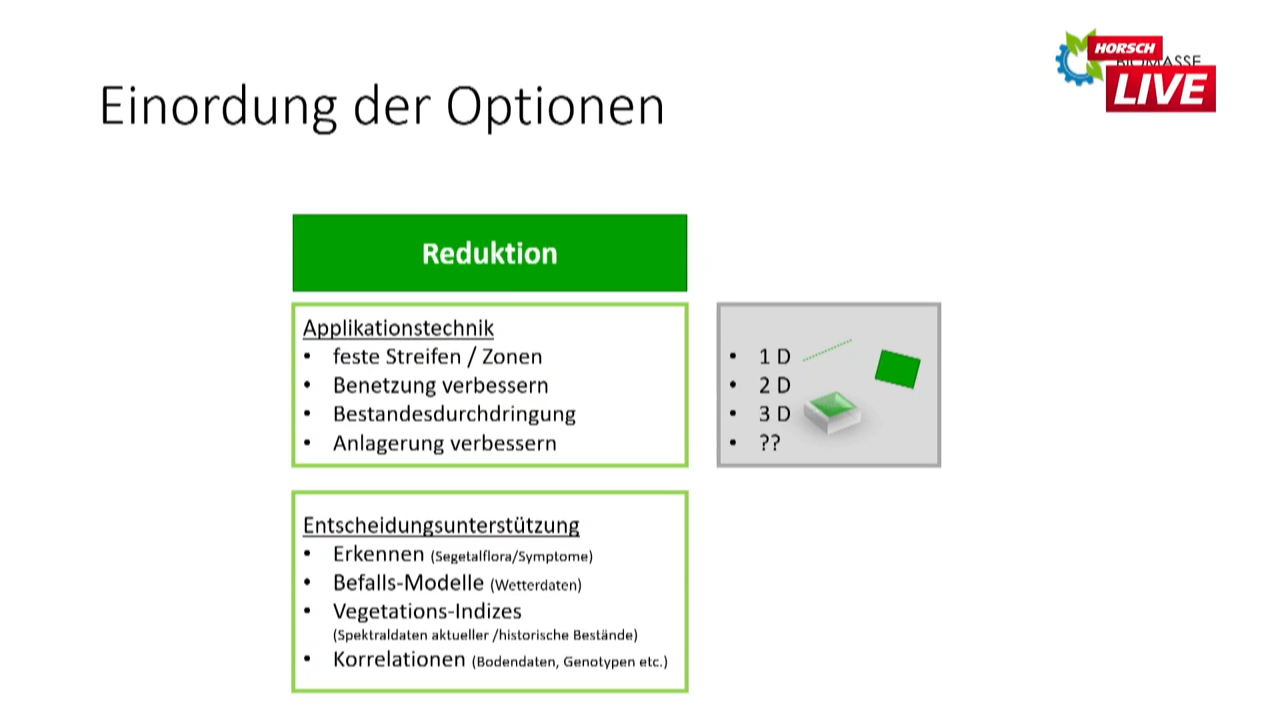 HORSCH
LIVE
Einordung der Optionen
Reduktion
Applikationstechnik
• feste Streifen / Zonen
• Benetzung verbessern
• Bestandesdurchdringung
• Anlagerung verbessern
• 1 D
• 2 D
• 3 D
• ??
Entscheidungsunterstützung
• Erkennen (Segetalflora/Symptome)
• Befalls-Modelle (Wetterdaten)
• Vegetations-Indizes
(Spektraldaten aktueller /historische Bestände)
• Korrelationen (Bodendaten, Genotypen etc.)